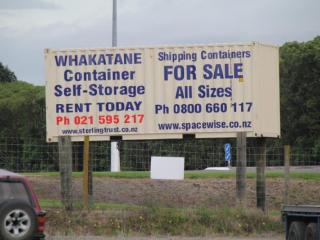 WHAKATANE
Container
Self-Storage
RENT TODAY
Ph 021 595 217
www.sterlingtrust.co.nz
Shipping Containers
FOR SALE
All Sizes
Ph 0800 660 117
www.spacewise.co.nz